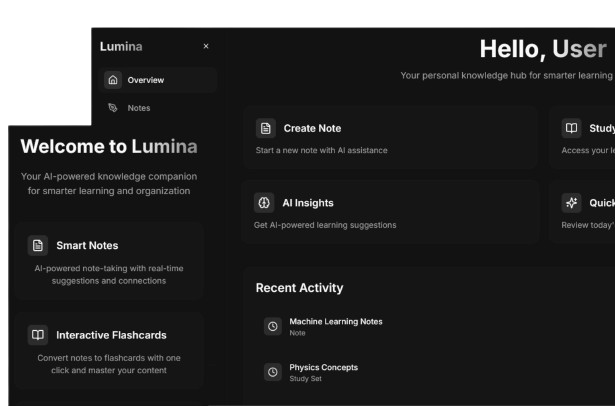 Lumina
Overview
Notes
Hello, User
Your personal knowledge hub for smarter learning
Create Note
Start a new note with AI assistance
Study
Access your le
AI Insights
Get AI-powered learning suggestions
Quick
Review today'
Recent Activity
Machine Learning Notes
Note
Physics Concepts
Study Set
Welcome to Lumina
Your AI-powered knowledge companion
for smarter learning and organization
Smart Notes
AI-powered note-taking with real-time
suggestions and connections
Interactive Flashcards
Convert notes to flashcards with one
click and master your content